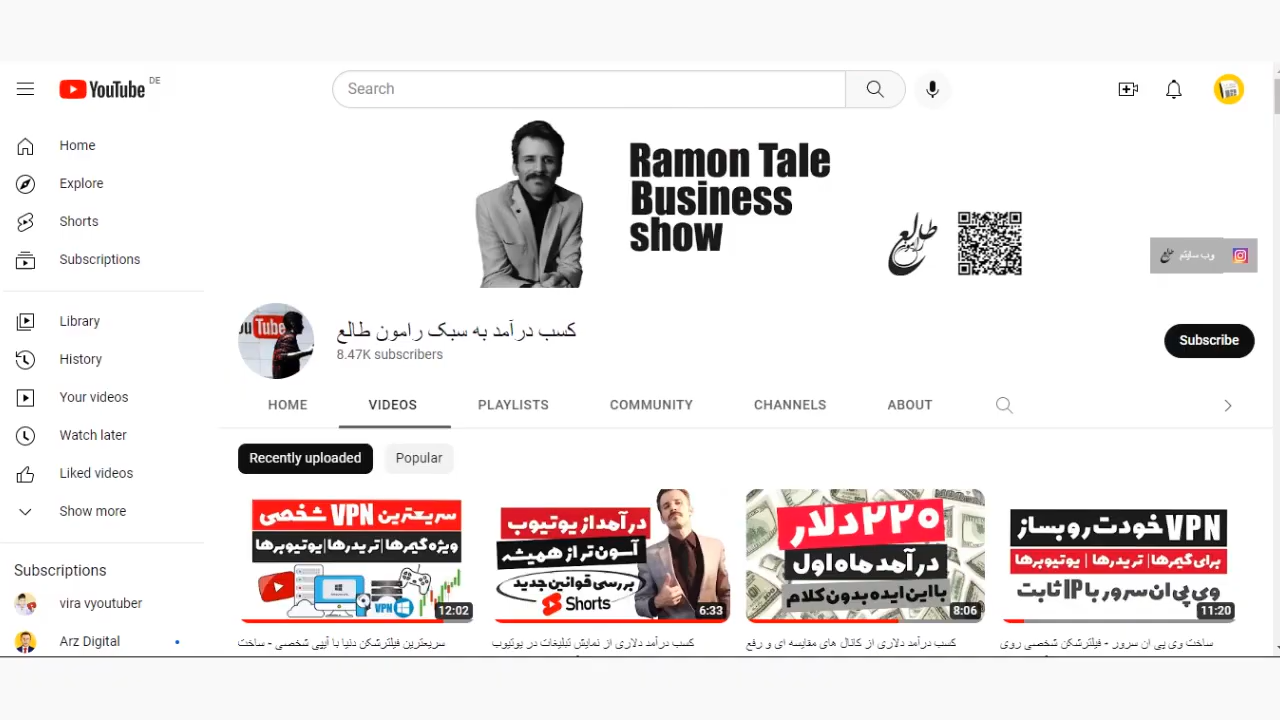 YouTube DE
Search
Home
Explore
Shorts
Subscriptions
Library
History
Your videos
Watch later
Liked videos
Show more
Subscriptions
vira vyoutuber
Arz Digital
Ramon Tale
Business
show
طالع
وب سایتم
کسب درآمد به سبک رامون طالع
8.47K subscribers
Subscribe
HOME
VIDEOS
PLAYLISTS
COMMUNITY
CHANNELS
ABOUT
Recently uploaded
Popular
سریعترین VPN شخصی
ویژه گیمرها|تریدرها|یوتیوبرها
VPN
12:02
سریعترین فیلترشکن دنیا با آیپی شخصی - ساخت
درآمد از یوتیوب
آسون تر از همیشه
بررسی قوانین جدید
Shorts
6:33
کسب درآمد دلاری از نمایش تبلیغات در یوتیوب
۲۲۰ دلار
درآمد ماه اول
با این ایده بدون کلام
8:06
کسب درآمد دلاری از کانال های مقایسه ای و رفع
VPN خودت رو بساز
برای گیمرها| تریدرها | یوتیوبرها
وی پی ان سرور با IP ثابت
11:20
ساخت وی پی ان سرور - فیلترشکن شخصی روی